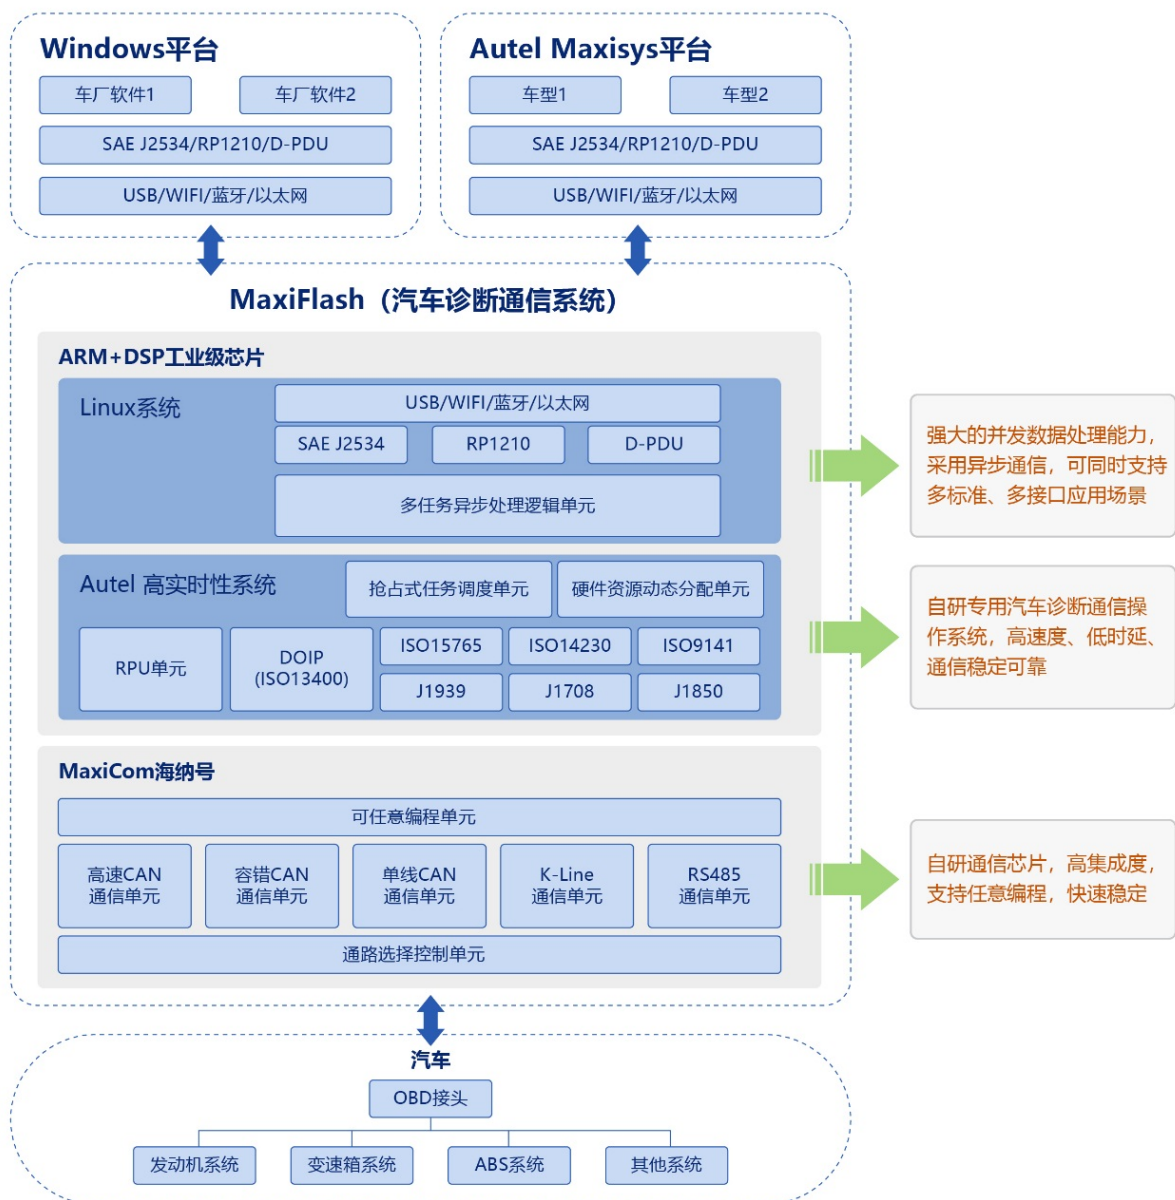 Windows平台
车厂软件1
车厂软件2
SAE J2534/RP1210/D-PDU
USB/WIFI/蓝牙/以太网
Autel Maxisys平台
车型1
车型2
SAE J2534/RP1210/D-PDU
USB/WIFI/蓝牙/以太网
MaxiFlash（汽车诊断通信系统）
ARM+DSP工业级芯片
Linux系统
USB/WIFI/蓝牙/以太网
SAE J2534
RP1210
D-PDU
多任务异步处理逻辑单元
强大的并发数据处理能力，
采用异步通信，可同时支持
多标准、多接口应用场景
Autel 高实时性系统
抢占式任务调度单元
硬件资源动态分配单元
RPU单元
DOIP
(ISO13400)
ISO15765
ISO14230
ISO9141
J1939
J1708
J1850
自研专用汽车诊断通信操
作系统，高速度、低时延、
通信稳定可靠
MaxiCom海纳号
可任意编程单元
高速CAN
通信单元
容错CAN
通信单元
单线CAN
通信单元
K-Line
通信单元
RS485
通信单元
通路选择控制单元
自研通信芯片，高集成度，
支持任意编程，快速稳定
汽车
OBD接头
发动机系统
变速箱系统
ABS系统
其他系统